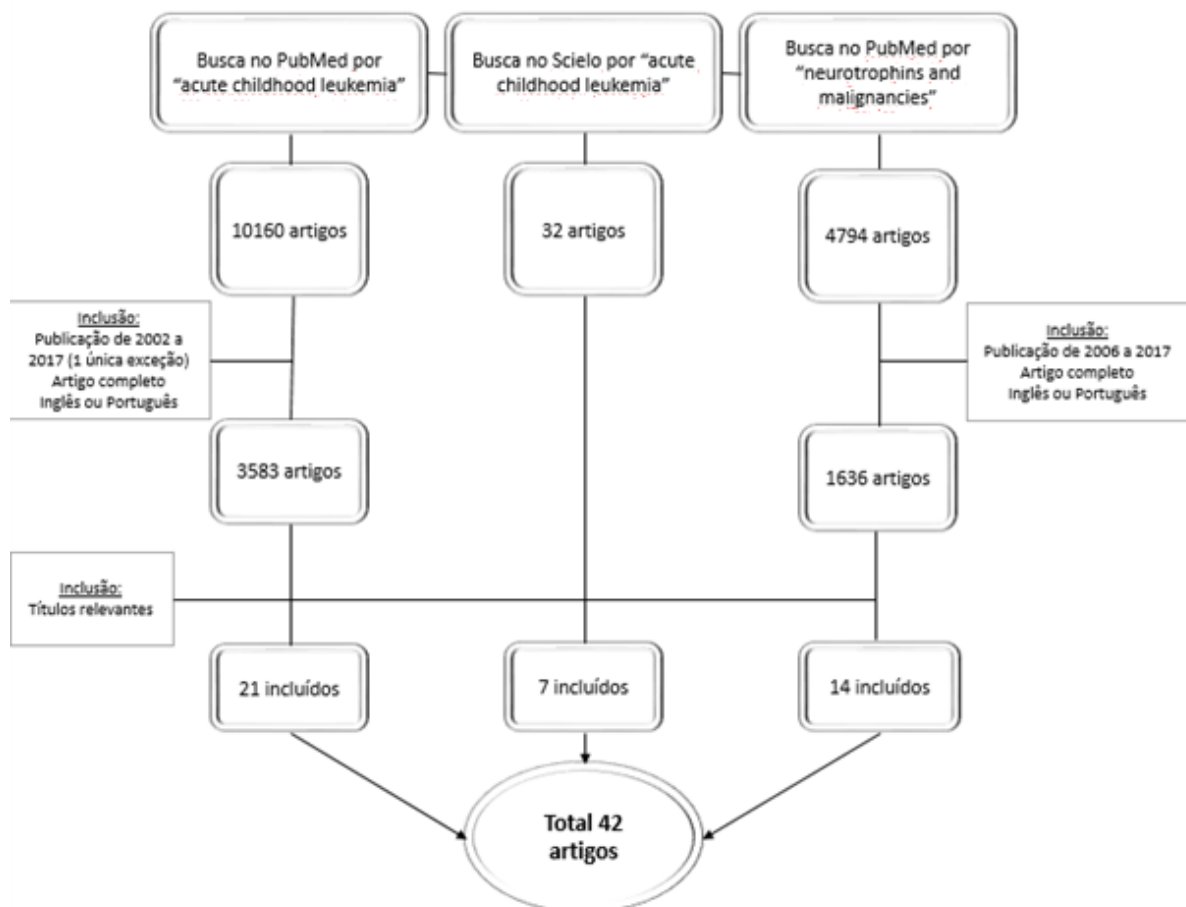 Busca no PubMed por
“acute childhood leukemia”
Busca no Scielo por “acute
childhood leukemia”
Busca no PubMed por
“neurotrophins and
malignancies”
10160 artigos
32 artigos
4794 artigos
Inclusão:
Publicação de 2002 a
2017 (1 única exceção)
Artigo completo
Inglês ou Português
Inclusão:
Publicação de 2006 a 2017
Artigo completo
Inglês ou Português
3583 artigos
1636 artigos
Inclusão:
Títulos relevantes
21 incluídos
7 incluídos
14 incluídos
Total 42
artigos